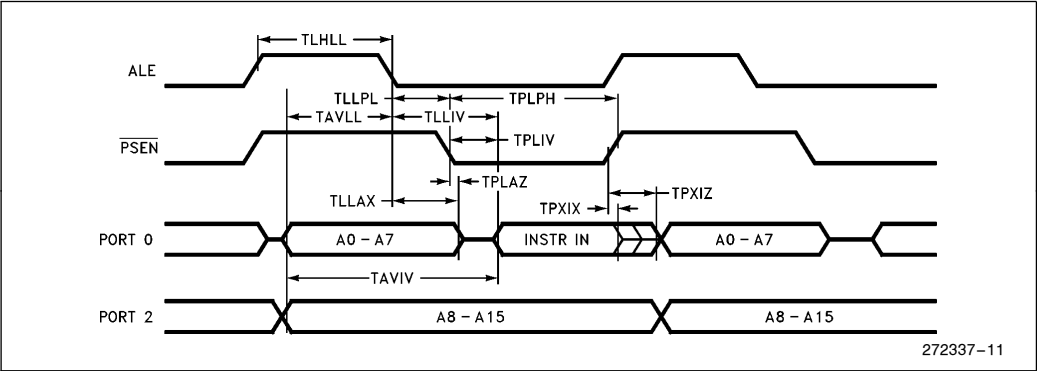 TLHLL
ALE
TLLPL TPLPH
TAVLL TLLIV
PSEN TPLIV
TPLAZ
TLLAX TPXIZ
TPXIX
PORT 0 A0 – A7 INSTR IN A0 – A7
TAVIV
PORT 2 A8 – A15 A8 – A15
272337–11